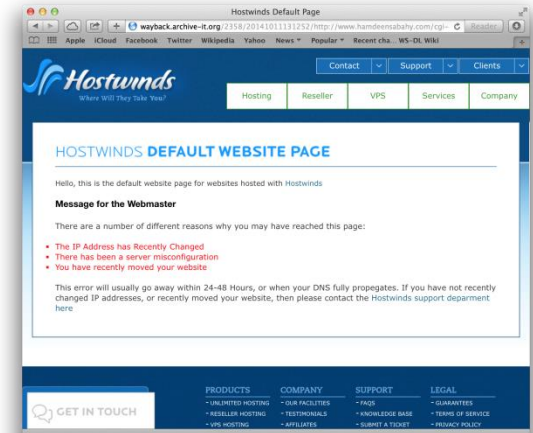 Hostwinds Default Page
wayback.archive-it.org/2358/20141011131252/http://www.hamdeensabahy.com/cgi-
Reader
Apple iCloud Facebook Twitter Wikipedia Yahoo News Popular Recent cha... WS-DL Wiki
Contact Support Clients
Hostwinds
Where Will They Take You?
Hosting Reseller VPS Services Company
HOSTWINDS DEFAULT WEBSITE PAGE
Hello, this is the default website page for websites hosted with Hostwinds
Message for the Webmaster
There are a number of different reasons why you may have reached this page:
• The IP Address has Recently Changed
• There has been a server misconfiguration
• You have recently moved your website
This error will usually go away within 24-48 Hours, or when your DNS fully propegates. If you have not recently
changed IP addresses, or recently moved your website, then please contact the Hostwinds support deparment
here
GET IN TOUCH
PRODUCTS COMPANY SUPPORT LEGAL
- UNLIMITED HOSTING - OUR FACILITIES - FAQS - GUARANTEES
- RESELLER HOSTING - TESTIMONIALS - KNOWLEDGE BASE - TERMS OF SERVICE
- VPS HOSTING - AFFILIATES - SUBMIT A TICKET - PRIVACY POLICY